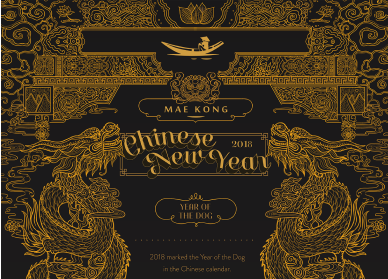 MAE KONG
Chinese
2018
New Year
YEAR OF
THE DOG
2018 marked the Year of the Dog
in the Chinese calendar.